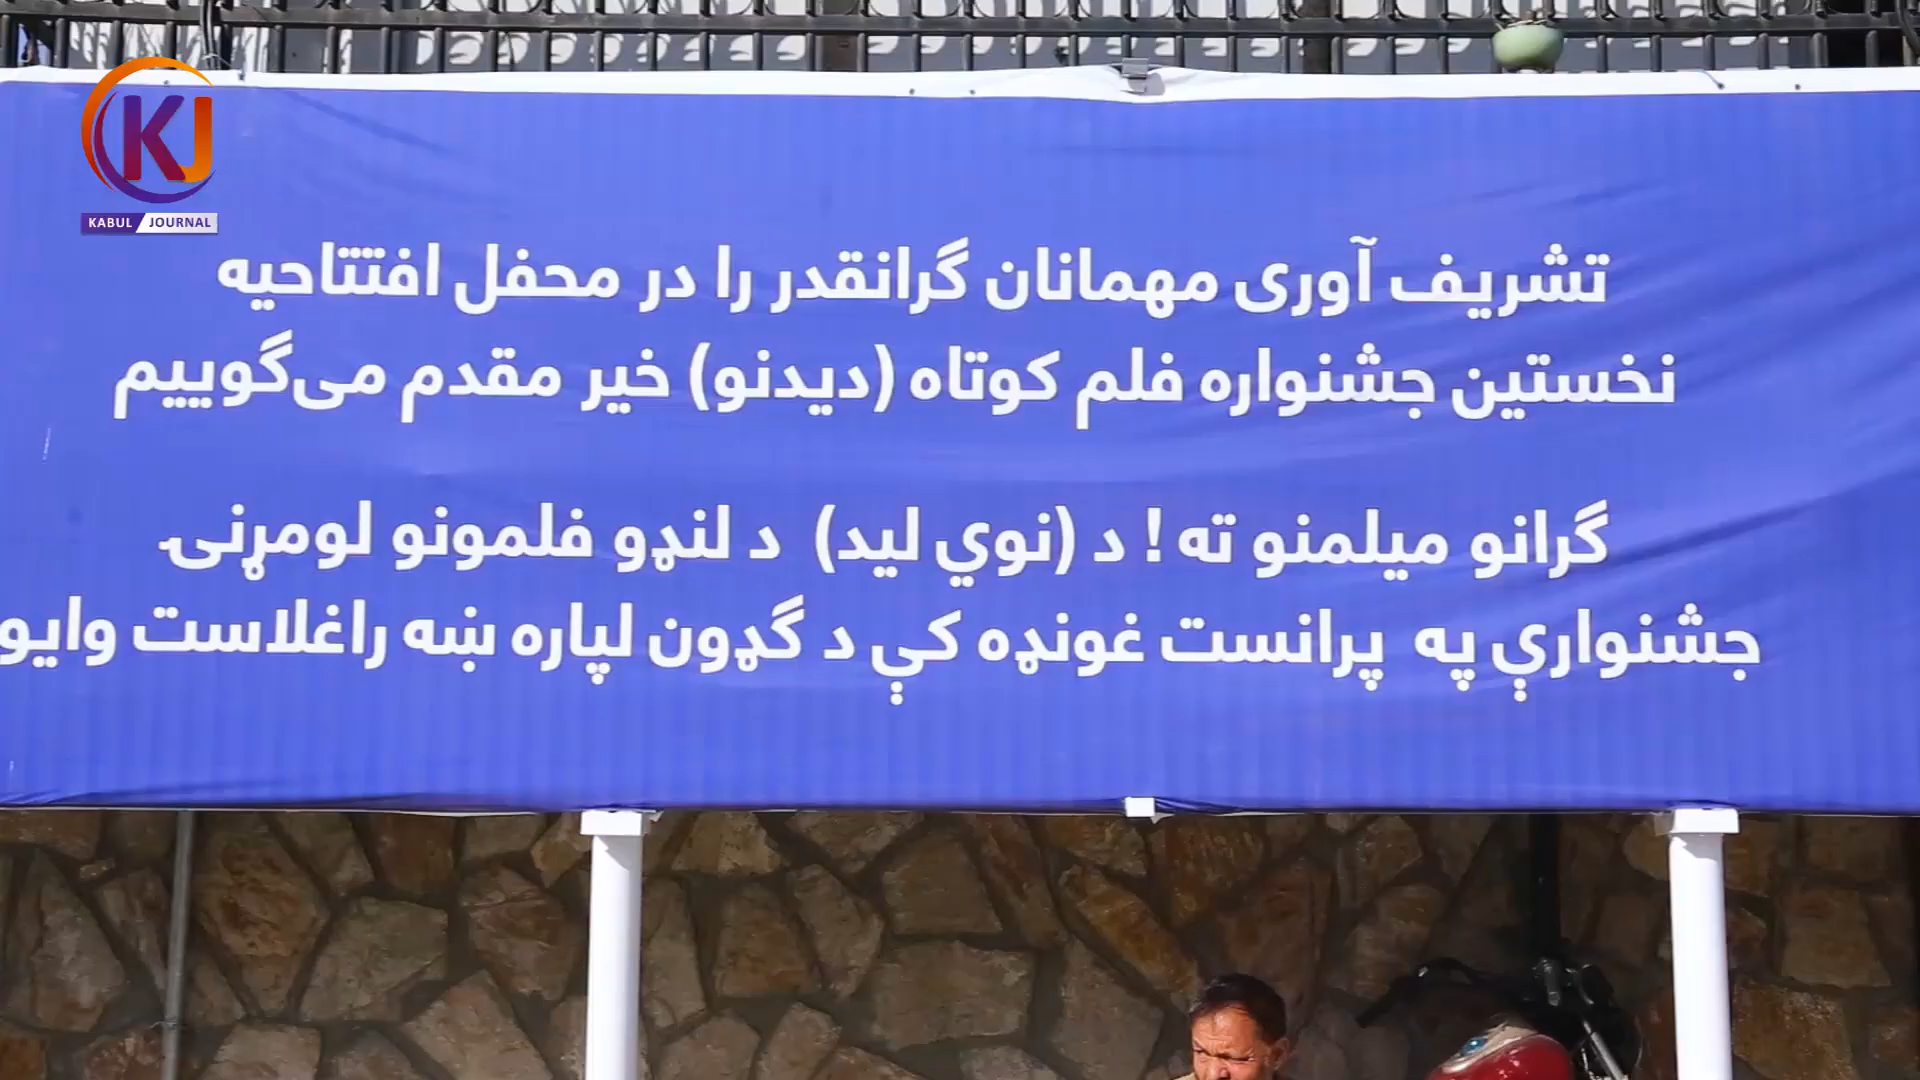 KJ
KABUL JOURNAL
تشریف آوری مهمانان گرانقدر را در محفل افتتاحیه
نخستین جشنواره فلم کوتاه (دیدنو) خیر مقدم می‌گوییم
گرانو میلمنو ته ! د (نوي لید) د لنډو فلمونو لومړنۍ
جشنوارې په پرانست غونډه کې د ګډون لپاره ښه راغلاست وایو